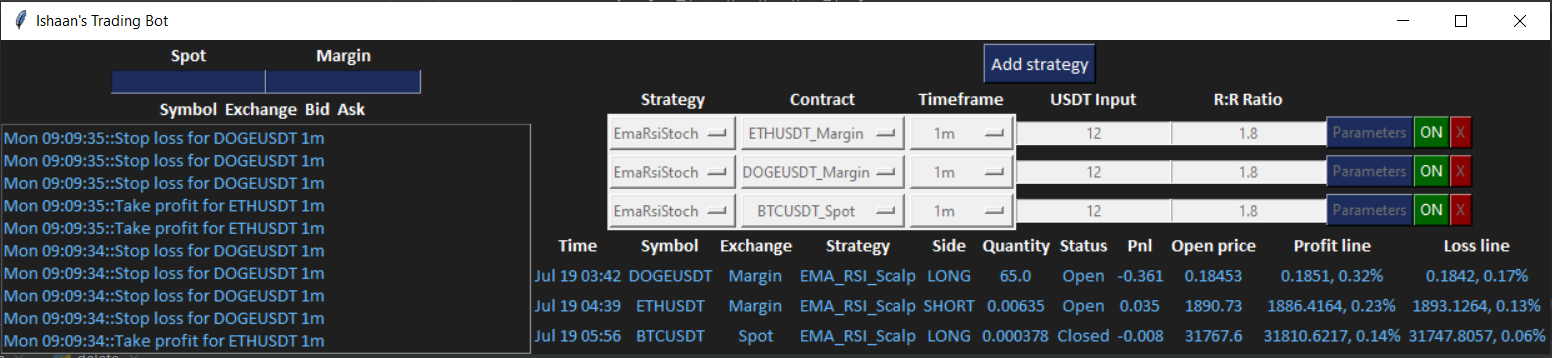 Ishaan's Trading Bot
Spot Margin
Symbol Exchange Bid Ask
Mon 09:09:35::Stop loss for DOGEUSDT 1m
Mon 09:09:35::Stop loss for DOGEUSDT 1m
Mon 09:09:35::Stop loss for DOGEUSDT 1m
Mon 09:09:35::Take profit for ETHUSDT 1m
Mon 09:09:35::Take profit for ETHUSDT 1m
Mon 09:09:34::Stop loss for DOGEUSDT 1m
Mon 09:09:34::Stop loss for DOGEUSDT 1m
Mon 09:09:34::Stop loss for DOGEUSDT 1m
Mon 09:09:34::Stop loss for DOGEUSDT 1m
Mon 09:09:34::Take profit for ETHUSDT 1m
Add strategy
Strategy Contract Timeframe USDT Input R:R Ratio
EmaRsiStoch ETHUSDT_Margin 1m 12 1.8 Parameters ON X
EmaRsiStoch DOGEUSDT_Margin 1m 12 1.8 Parameters ON X
EmaRsiStoch BTCUSDT_Spot 1m 12 1.8 Parameters ON X
Time Symbol Exchange Strategy Side Quantity Status Pnl Open price Profit line Loss line
Jul 19 03:42 DOGEUSDT Margin EMA_RSI_Scalp LONG 65.0 Open -0.361 0.18453 0.1851, 0.32% 0.1842, 0.17%
Jul 19 04:39 ETHUSDT Margin EMA_RSI_Scalp SHORT 0.00635 Open 0.035 1890.73 1886.4164, 0.23% 1893.1264, 0.13%
Jul 19 05:56 BTCUSDT Spot EMA_RSI_Scalp LONG 0.000378 Closed -0.008 31767.6 31810.6217, 0.14% 31747.8057, 0.06%